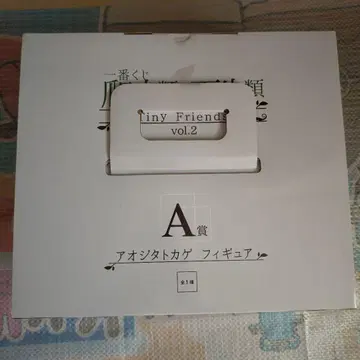 一番くじ
類
Tiny Friends
vol.2
A賞
アオジタトカゲ フィギュア
全1種